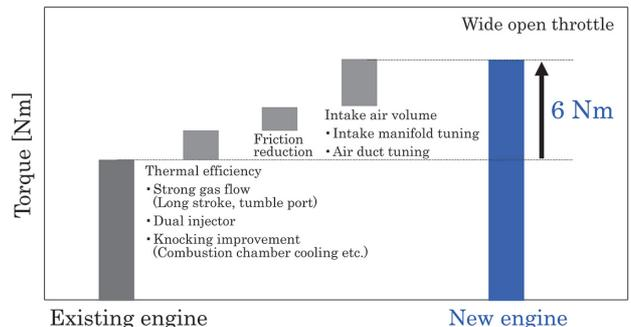 Wide open throttle
Torque [Nm]
6 Nm
Intake air volume
・Intake manifold tuning
・Air duct tuning
Friction
reduction
Thermal efficiency
・Strong gas flow
(Long stroke, tumble port)
・Dual injector
・Knocking improvement
(Combustion chamber cooling etc.)
Existing engine
New engine